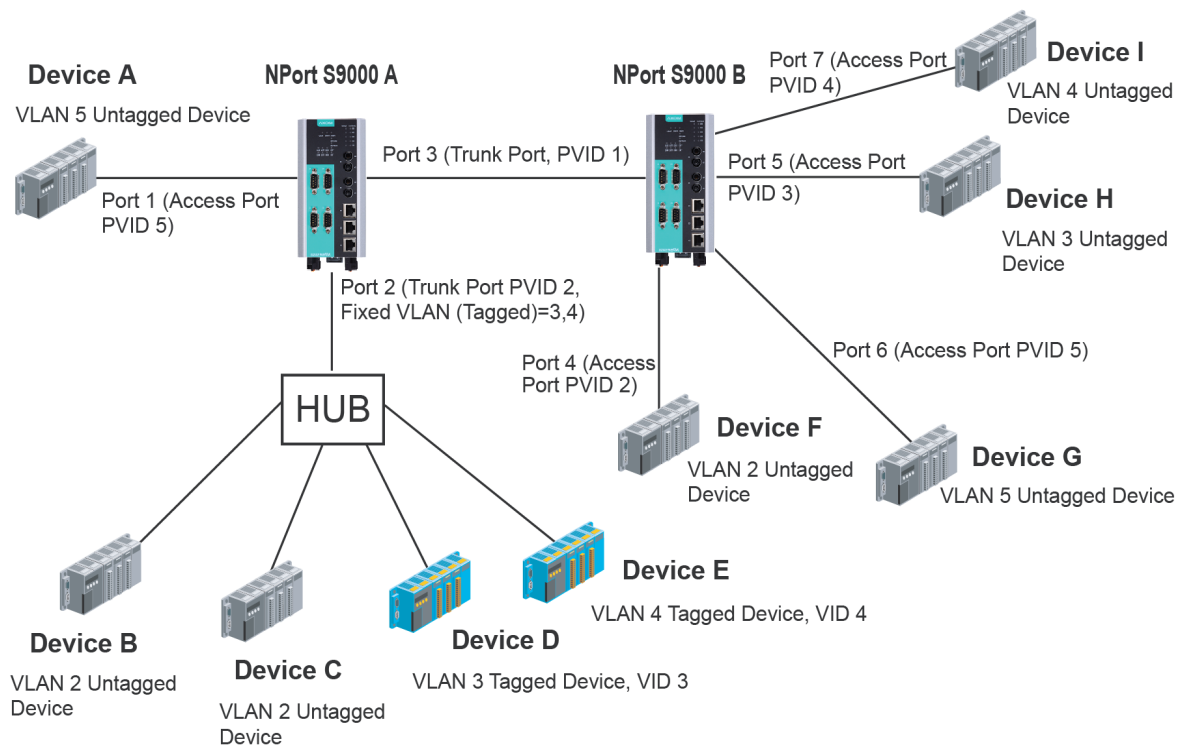 Device A
VLAN 5 Untagged Device
Port 1 (Access Port
PVID 5)
NPort S9000 A
Port 3 (Trunk Port, PVID 1)
NPort S9000 B
Port 7 (Access Port
PVID 4)
Device I
VLAN 4 Untagged
Device
Port 5 (Access Port
PVID 3)
Device H
VLAN 3 Untagged
Device
Port 2 (Trunk Port PVID 2,
Fixed VLAN (Tagged)=3,4)
HUB
Port 4 (Access
Port PVID 2)
Port 6 (Access Port PVID 5)
Device F
VLAN 2 Untagged
Device
Device G
VLAN 5 Untagged Device
Device B
VLAN 2 Untagged
Device
Device C
VLAN 2 Untagged
Device
Device D
VLAN 3 Tagged Device, VID 3
Device E
VLAN 4 Tagged Device, VID 4